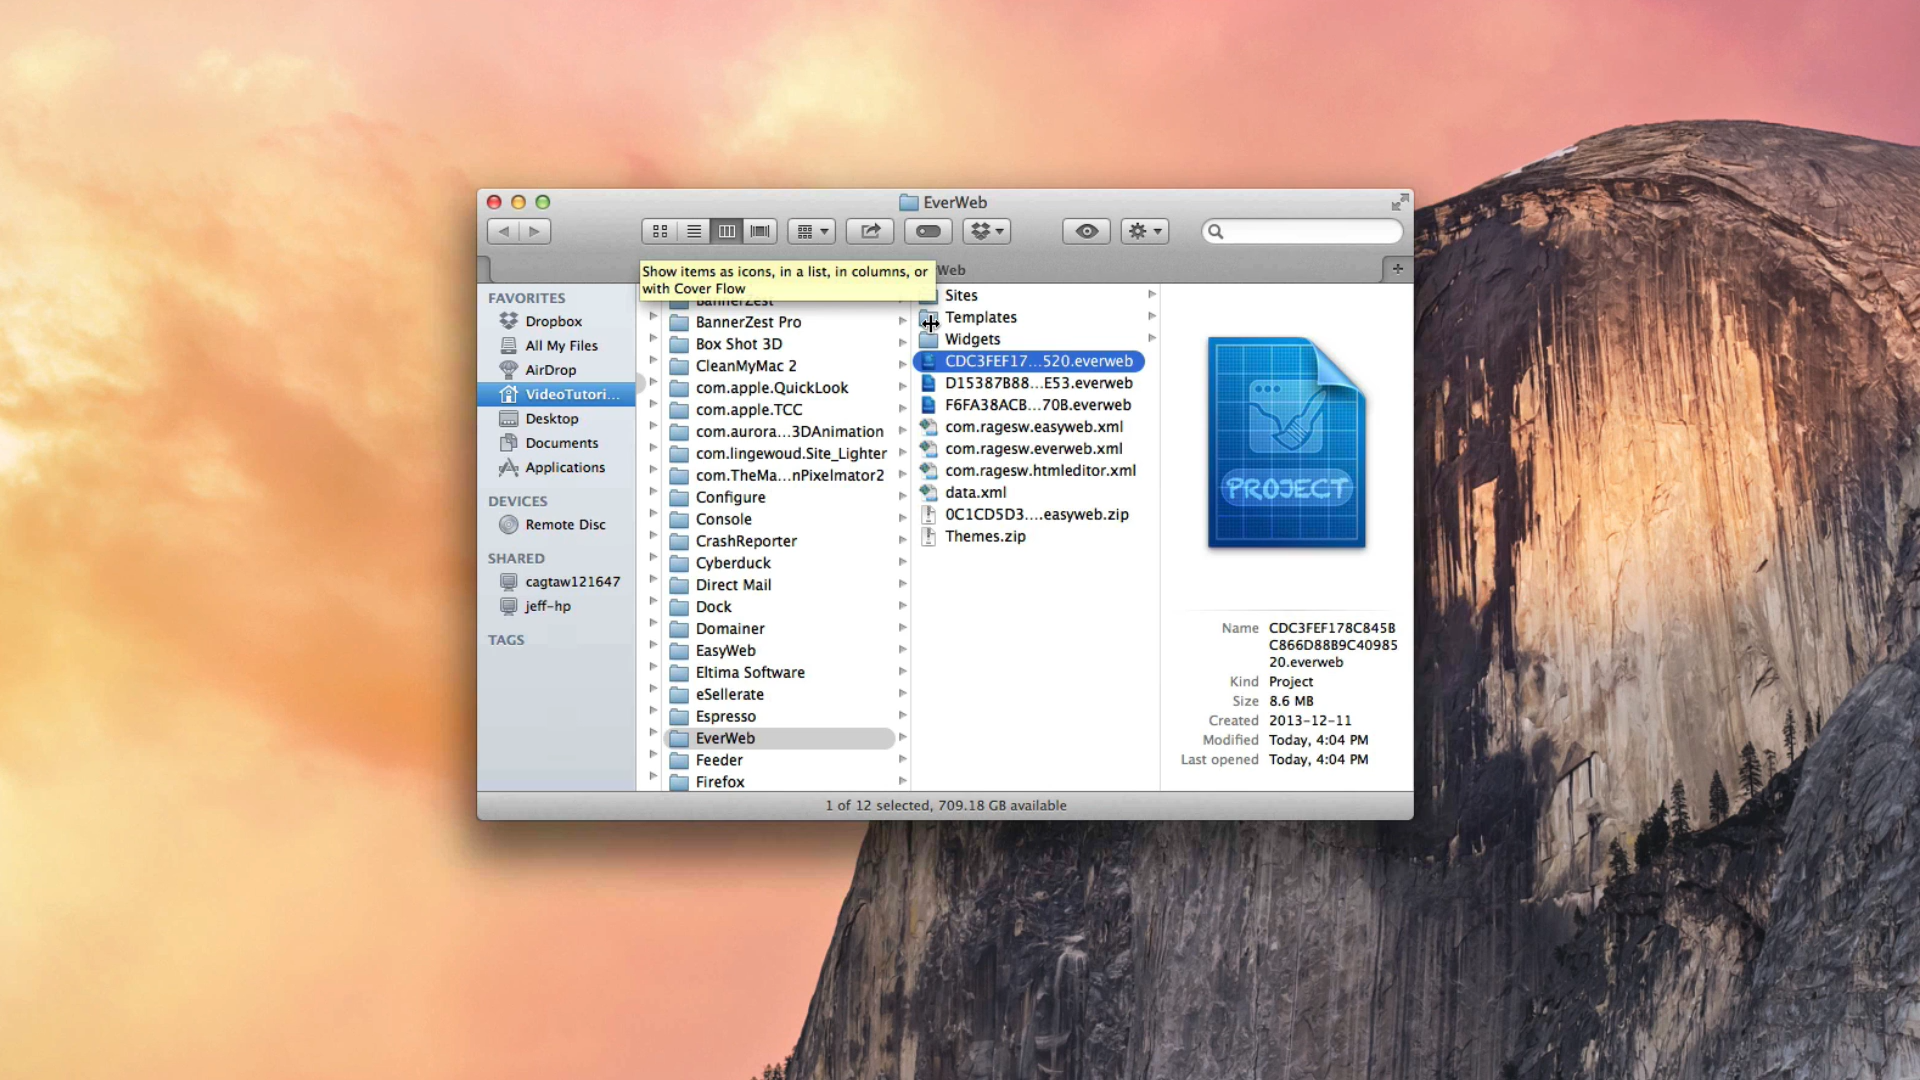 EverWeb
Web
Show items as icons, in a list, in columns, or
with Cover Flow
FAVORITES
Dropbox
All My Files
AirDrop
VideoTutori...
Desktop
Documents
Applications
DEVICES
Remote Disc
SHARED
cagtaw121647
jeff-hp
TAGS
BannerZest
BannerZest Pro
Box Shot 3D
CleanMyMac 2
com.apple.QuickLook
com.apple.TCC
com.aurora...3DAnimation
com.lingewoud.Site_Lighter
com.TheMa...nPixelmator2
Configure
Console
CrashReporter
Cyberduck
Direct Mail
Dock
Domainer
EasyWeb
Eltima Software
eSellerate
Espresso
EverWeb
Feeder
Firefox
Sites
Templates
Widgets
CDC3FEF17...520.everweb
D15387B88...E53.everweb
F6FA38ACB...70B.everweb
com.ragesw.easyweb.xml
com.ragesw.everweb.xml
com.ragesw.htmleditor.xml
data.xml
0C1CD5D3....easyweb.zip
Themes.zip
PROJECT
Name CDC3FEF178C845B
C866D88B9C40985
20.everweb
Kind Project
Size 8.6 MB
Created 2013-12-11
Modified Today, 4:04 PM
Last opened Today, 4:04 PM
1 of 12 selected, 709.18 GB available